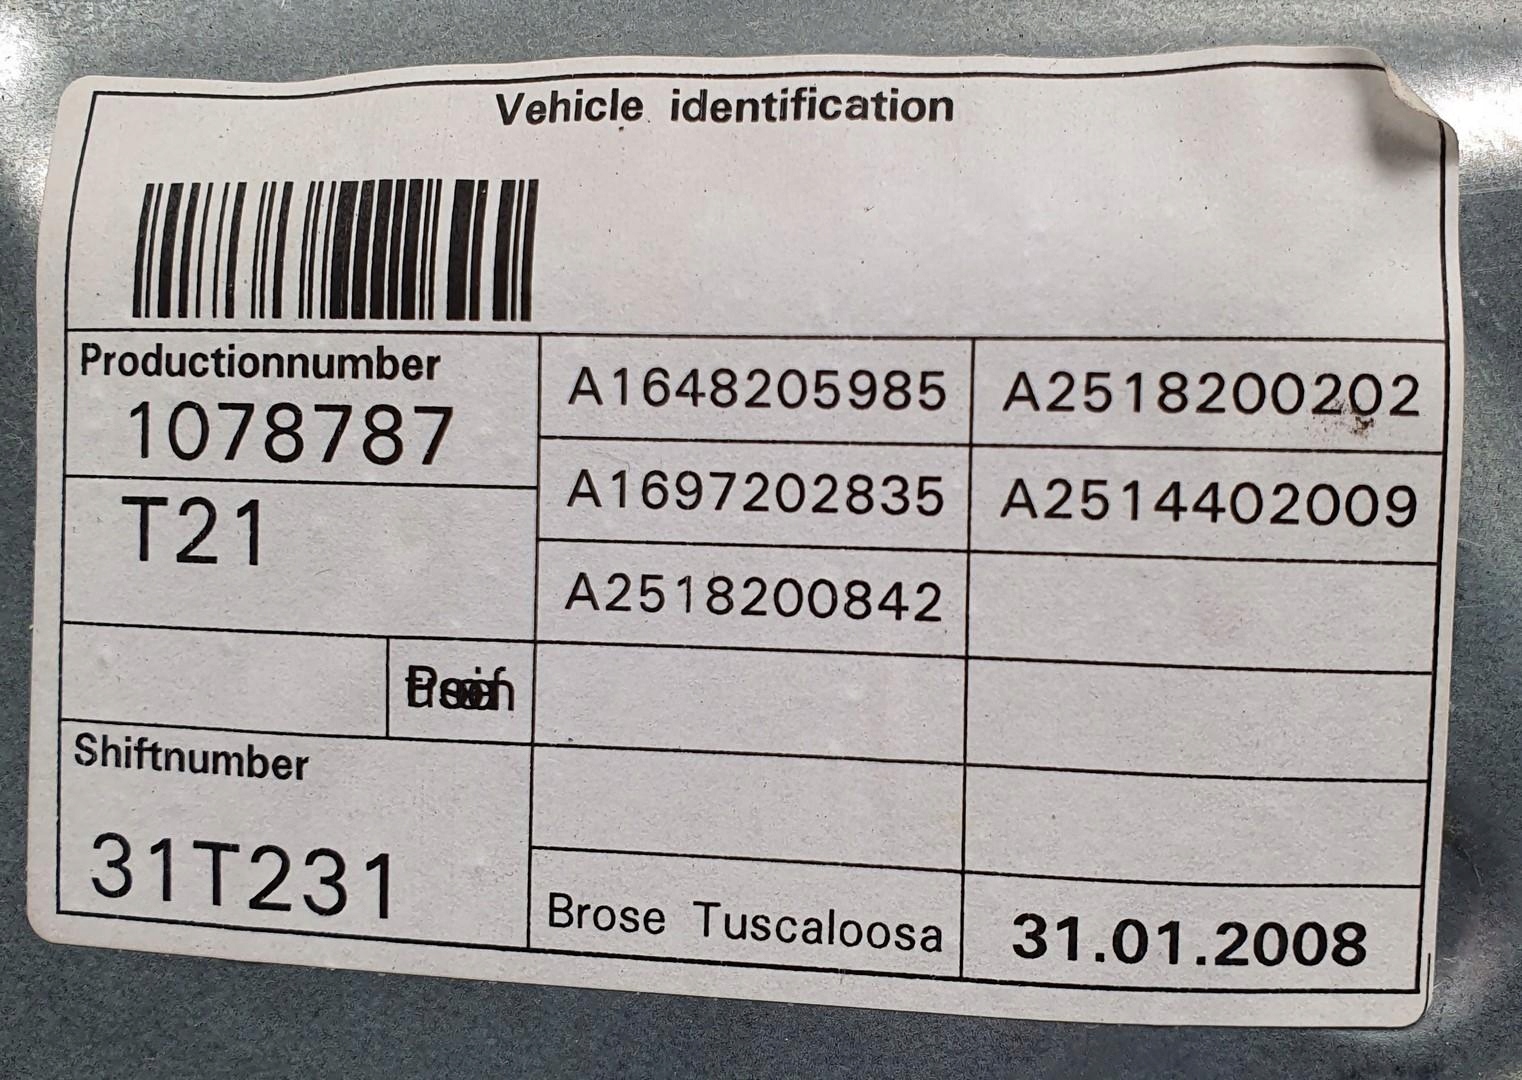 Vehicle identification
Productionnumber
1078787
T21
Shiftnumber
31T231
A1648205985
A2518200202
A1697202835
A2514402009
A2518200842
Brose Tuscaloosa
31.01.2008